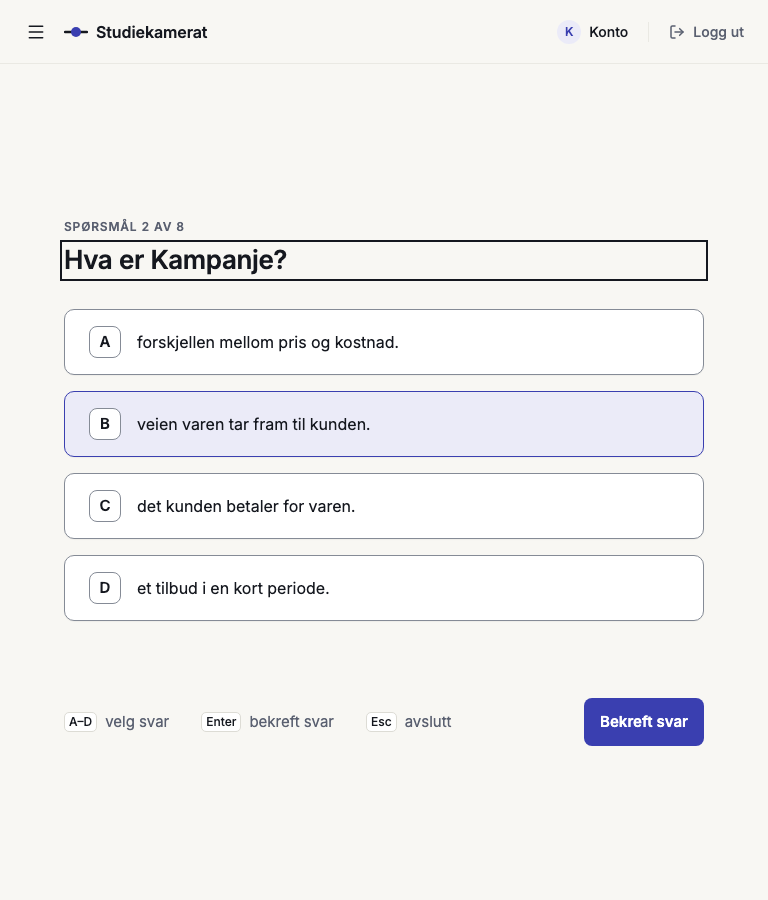 Studiekamerat
K Konto
Logg ut
SPØRSMÅL 2 AV 8
Hva er Kampanje?
A forskjellen mellom pris og kostnad.
B veien varen tar fram til kunden.
C det kunden betaler for varen.
D et tilbud i en kort periode.
A–D velg svar Enter bekreft svar Esc avslutt
Bekreft svar